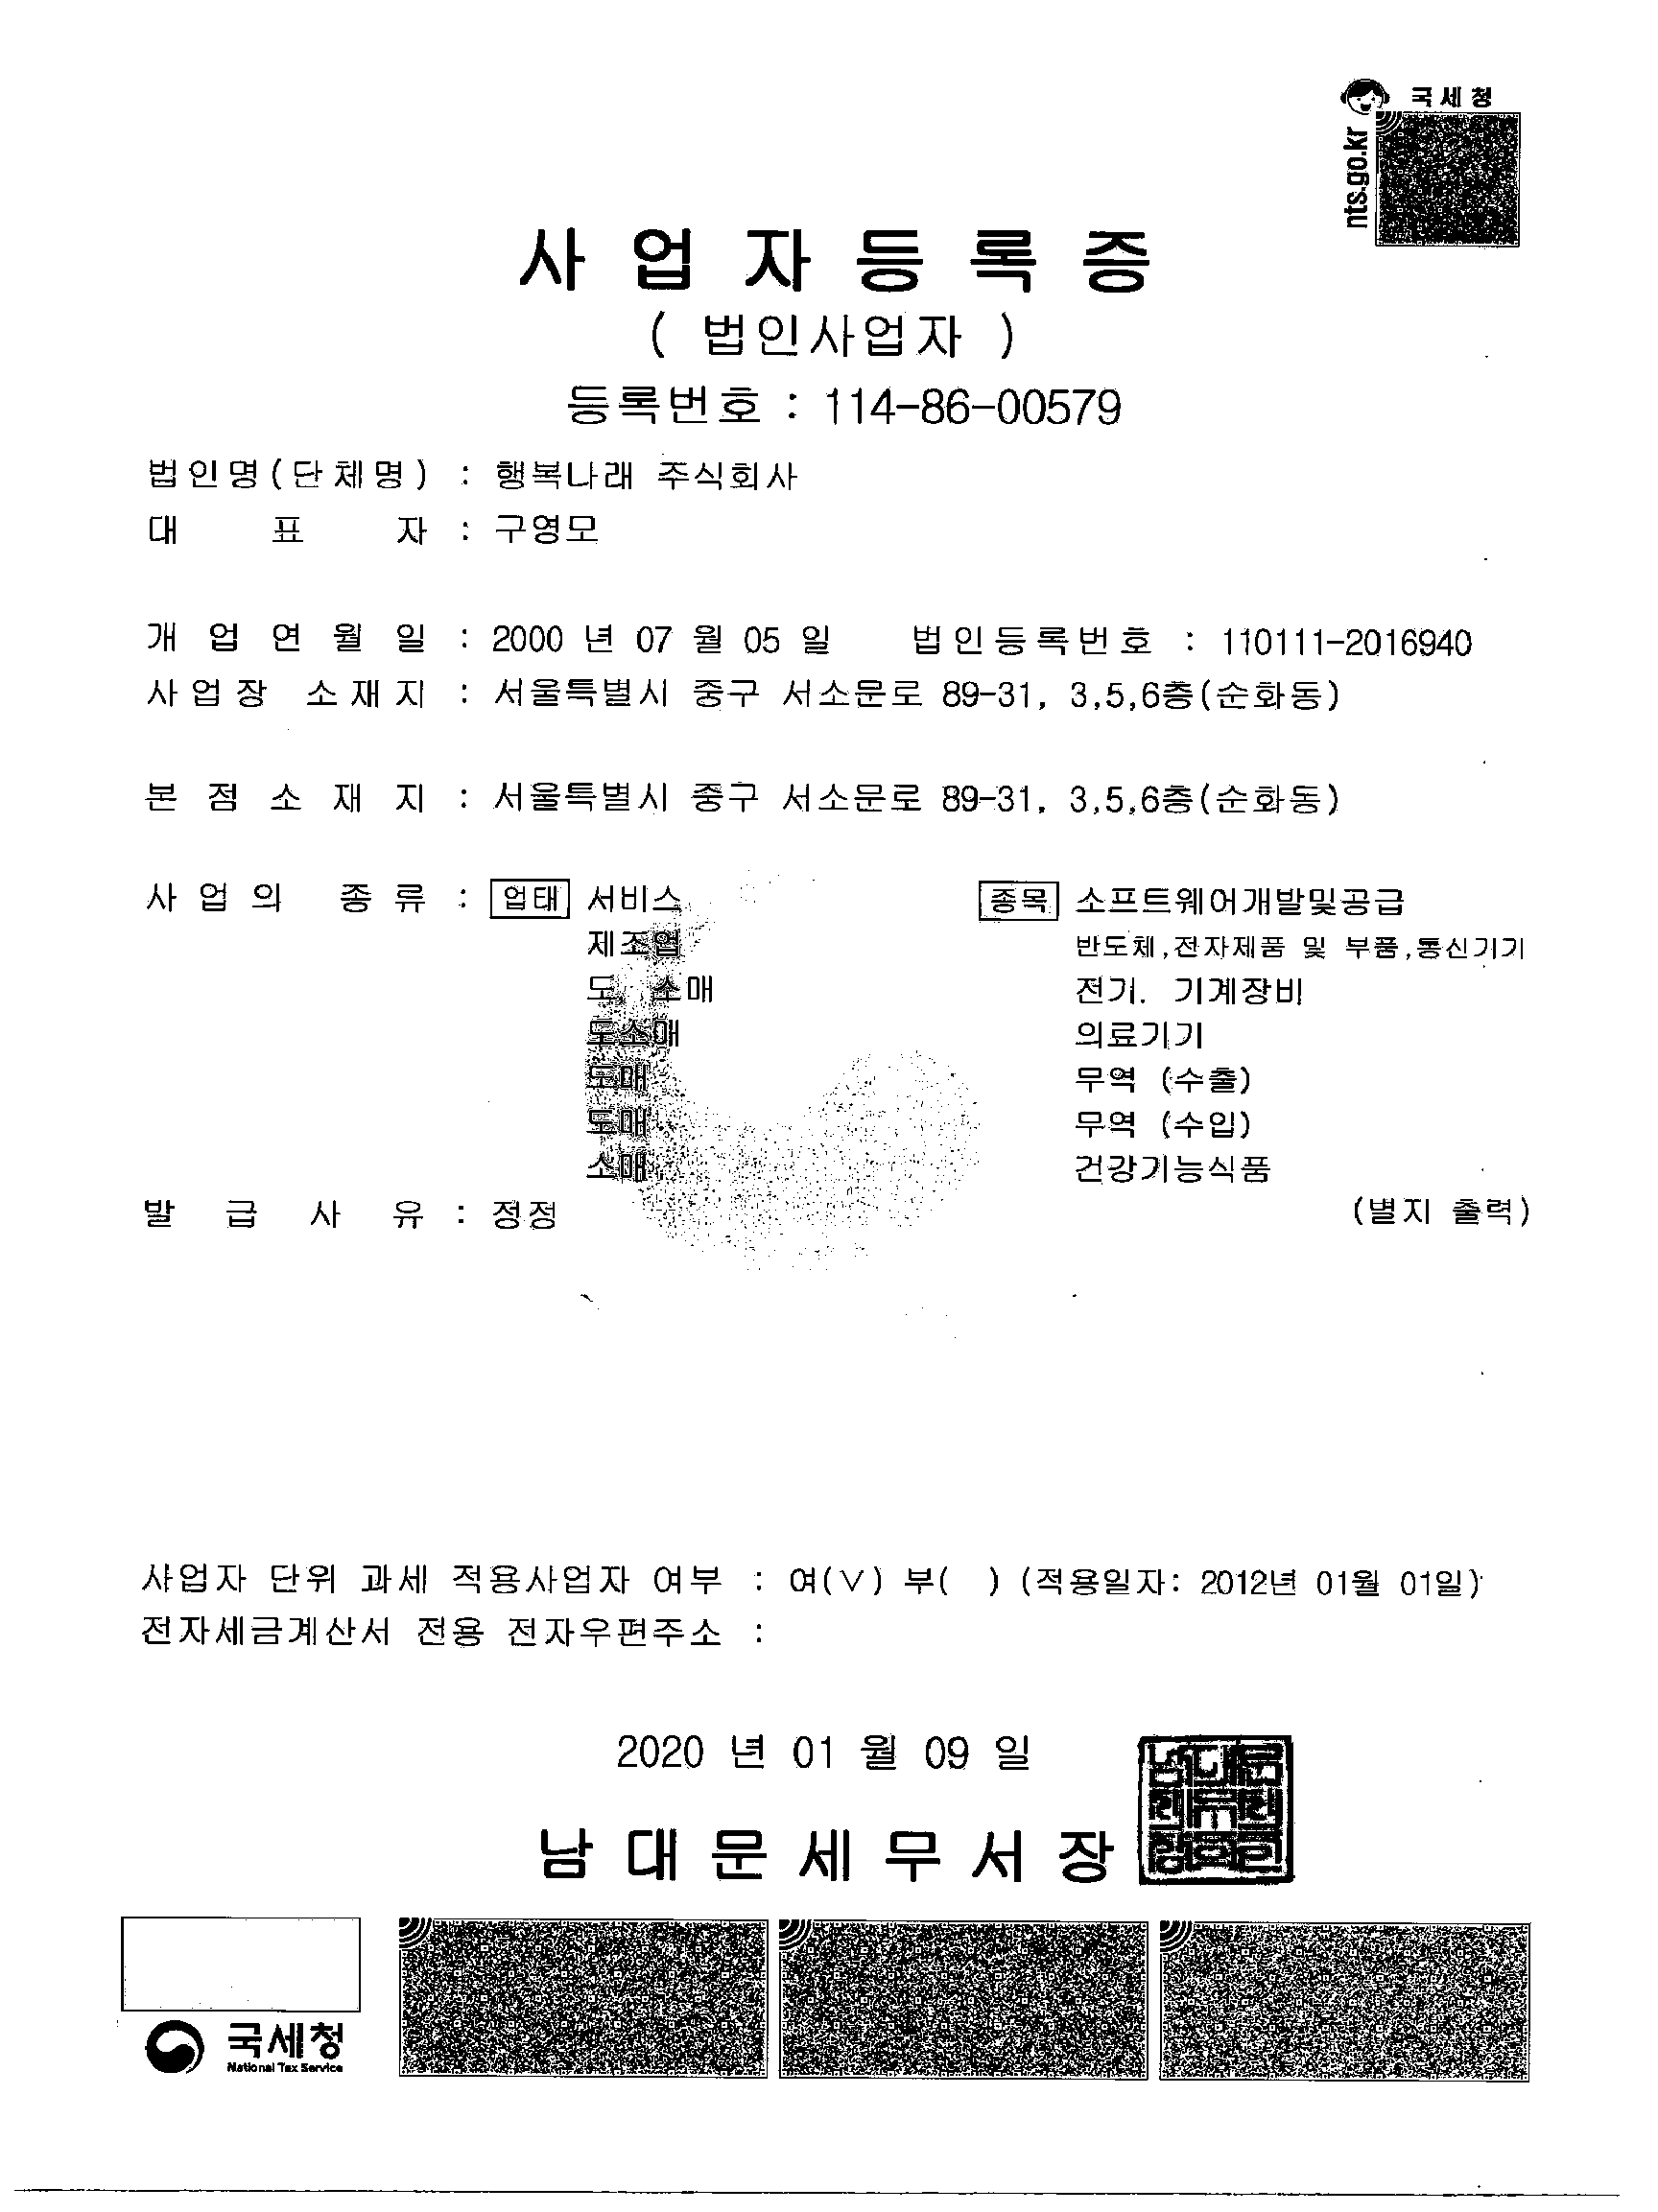 국세청
nts.go.kr
사업자등록증
( 법인사업자 )
등록번호 : 114-86-00579
법인명(단체명) : 행복나래 주식회사
대표자 : 구영모
개업연월일 : 2000 년 07 월 05 일 법인등록번호 : 110111-2016940
사업장 소재지 : 서울특별시 중구 서소문로 89-31, 3,5,6층(순화동)
본점소재지 : 서울특별시 중구 서소문로 89-31, 3,5,6층(순화동)
사업의 종류 : 업태 서비스 종목 소프트웨어개발및공급
제조업 반도체,전자제품 및 부품,통신기기
도, 소매 전기. 기계장비
도소매 의료기기
도매 무역 (수출)
도매 무역 (수입)
소매 건강기능식품
발급사유 : 정정 (별지 출력)
사업자 단위 과세 적용사업자 여부 : 여(∨) 부( ) (적용일자: 2012년 01월 01일)
전자세금계산서 전용 전자우편주소 :
2020 년 01 월 09 일
남대문세무서장
국세청
National Tax Service